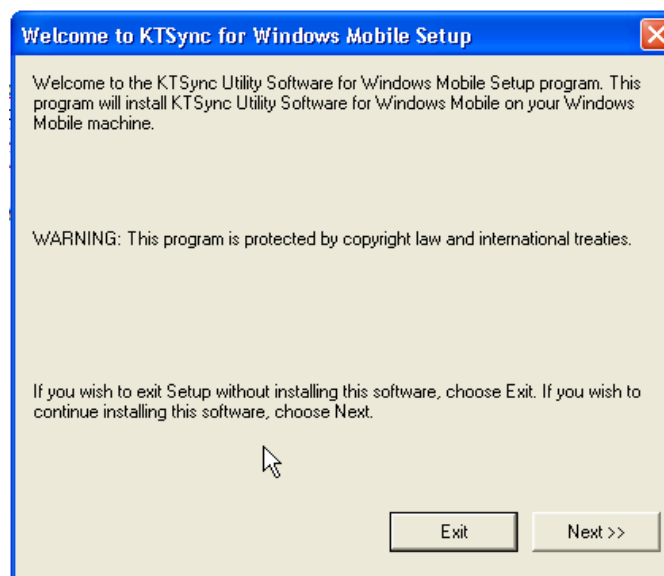 Welcome to KTSync for Windows Mobile Setup
Welcome to the KTSync Utility Software for Windows Mobile Setup program. This
program will install KTSync Utility Software for Windows Mobile on your Windows
Mobile machine.
WARNING: This program is protected by copyright law and international treaties.
If you wish to exit Setup without installing this software, choose Exit. If you wish to
continue installing this software, choose Next.
Exit
Next >>